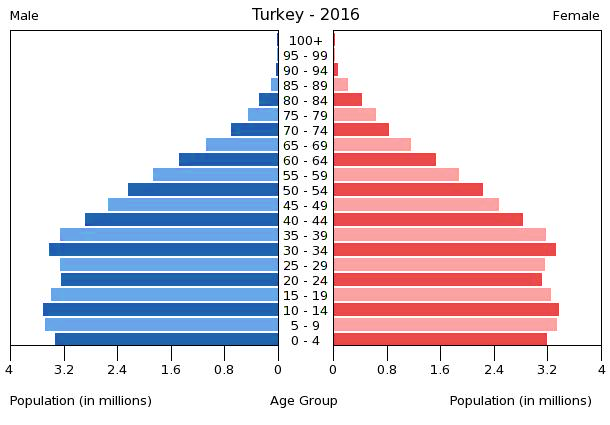 Male Turkey - 2016 Female
100+
95 - 99
90 - 94
85 - 89
80 - 84
75 - 79
70 - 74
65 - 69
60 - 64
55 - 59
50 - 54
45 - 49
40 - 44
35 - 39
30 - 34
25 - 29
20 - 24
15 - 19
10 - 14
5 - 9
0 - 4
4 3.2 2.4 1.6 0.8 0 0 0.8 1.6 2.4 3.2 4
Population (in millions) Age Group Population (in millions)